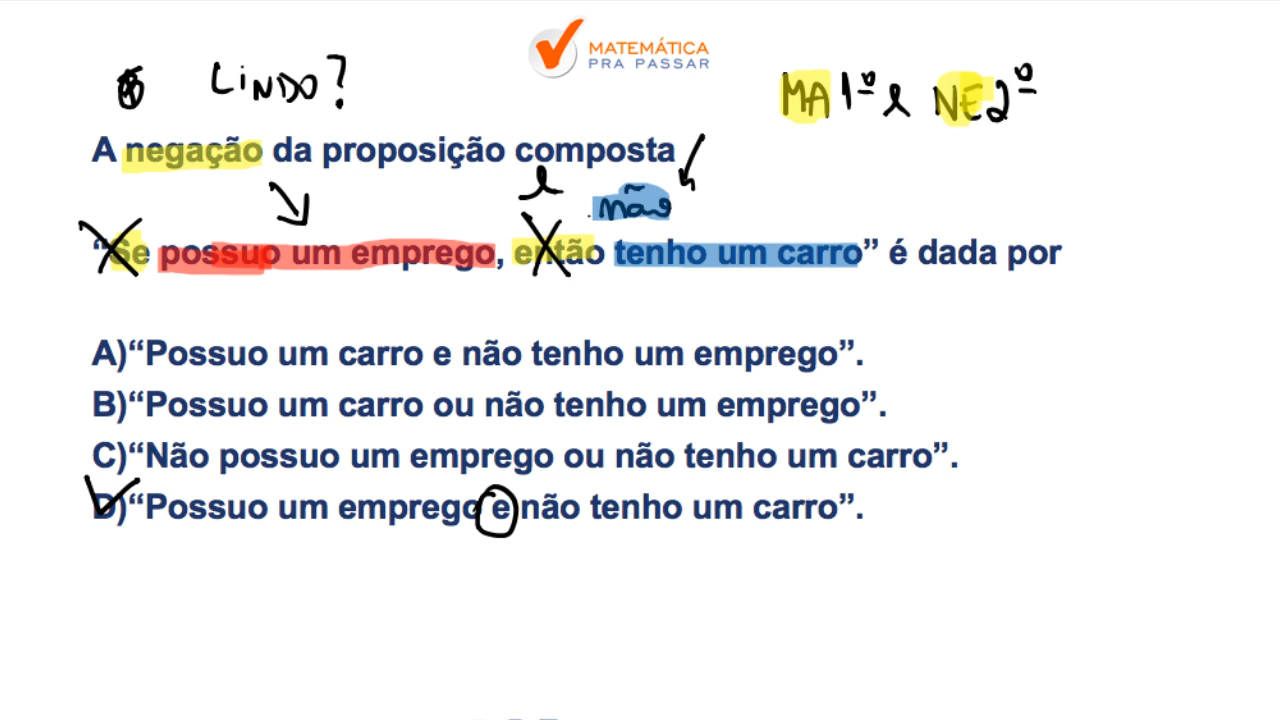 MATEMÁTICA
PRA PASSAR
LiNDO?
MA 1º e NE 2º
A negação da proposição composta
e
não
“Se possuo um emprego, então tenho um carro” é dada por
A)“Possuo um carro e não tenho um emprego”.
B)“Possuo um carro ou não tenho um emprego”.
C)“Não possuo um emprego ou não tenho um carro”.
D)“Possuo um emprego e não tenho um carro”.